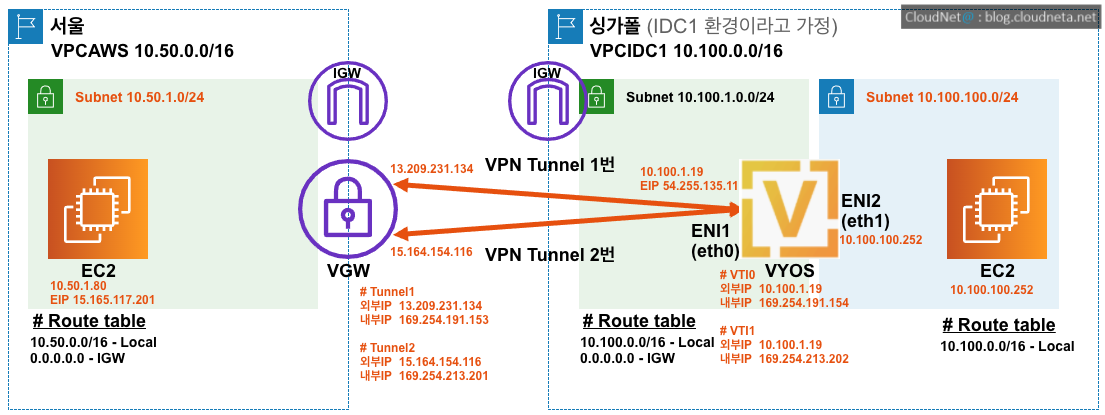 CloudNet@ : blog.cloudneta.net
서울
VPCAWS 10.50.0.0/16
IGW
Subnet 10.50.1.0/24
EC2
10.50.1.80
EIP 15.165.117.201
# Route table
10.50.0.0/16 - Local
0.0.0.0.0 - IGW
13.209.231.134
15.164.154.116
VGW
# Tunnel1
외부IP 13.209.231.134
내부IP 169.254.191.153
# Tunnel2
외부IP 15.164.154.116
내부IP 169.254.213.201
VPN Tunnel 1번
VPN Tunnel 2번
싱가폴 (IDC1 환경이라고 가정)
VPCIDC1 10.100.0.0/16
IGW
Subnet 10.100.1.0.0/24
10.100.1.19
EIP 54.255.135.11
ENI1
(eth0)
V
VYOS
ENI2
(eth1)
10.100.100.252
# VTI0
외부IP 10.100.1.19
내부IP 169.254.191.154
# VTI1
외부IP 10.100.1.19
내부IP 169.254.213.202
# Route table
10.100.0.0/16 - Local
0.0.0.0.0 - IGW
Subnet 10.100.100.0/24
EC2
10.100.100.252
# Route table
10.100.0.0/16 - Local